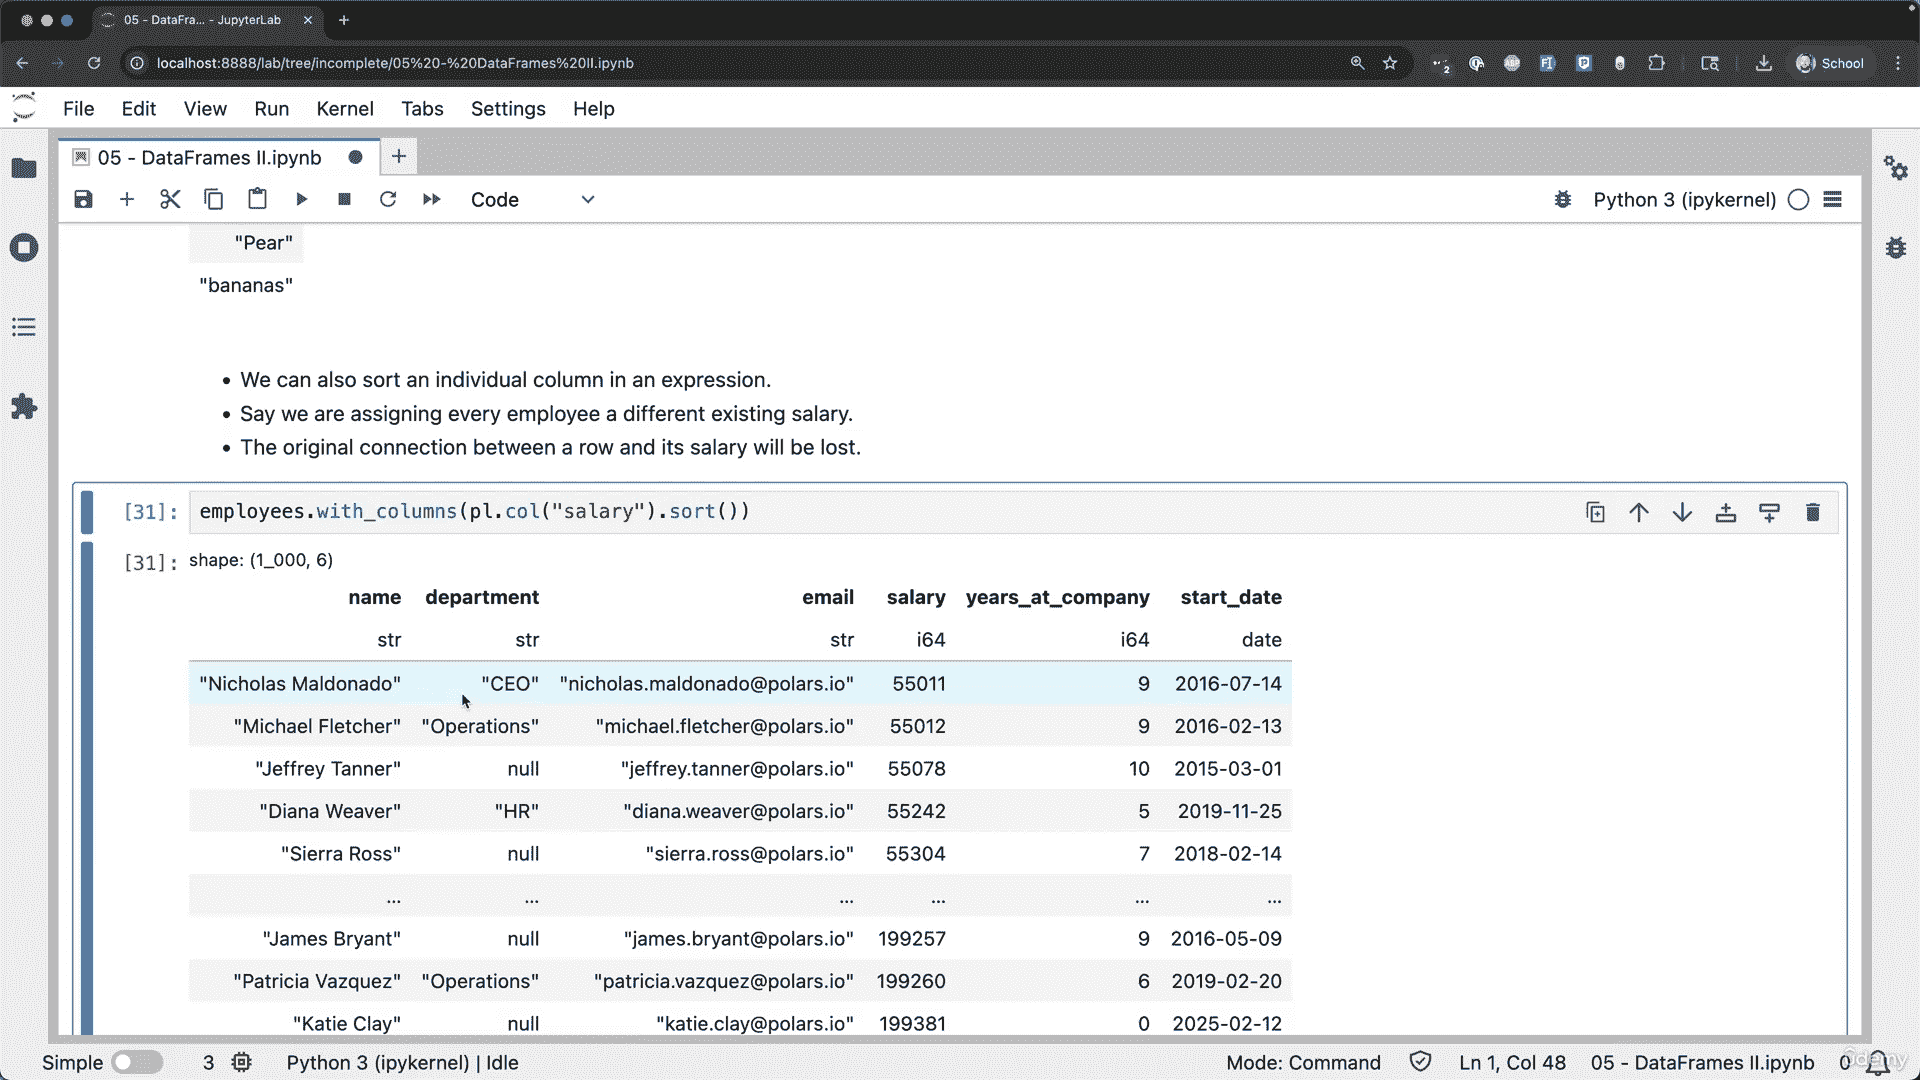 05 - DataFra... - JupyterLab
localhost:8888/lab/tree/incomplete/05%20-%20DataFrames%20II.ipynb
2
ABP
School
File Edit View Run Kernel Tabs Settings Help
05 - DataFrames II.ipynb
Code
Python 3 (ipykernel)
"Pear"
"bananas"
• We can also sort an individual column in an expression.
• Say we are assigning every employee a different existing salary.
• The original connection between a row and its salary will be lost.
[31]: employees.with_columns(pl.col("salary").sort())
[31]: shape: (1_000, 6)
name department email salary years_at_company start_date
str str str i64 i64 date
"Nicholas Maldonado" "CEO" "nicholas.maldonado@polars.io" 55011 9 2016-07-14
"Michael Fletcher" "Operations" "michael.fletcher@polars.io" 55012 9 2016-02-13
"Jeffrey Tanner" null "jeffrey.tanner@polars.io" 55078 10 2015-03-01
"Diana Weaver" "HR" "diana.weaver@polars.io" 55242 5 2019-11-25
"Sierra Ross" null "sierra.ross@polars.io" 55304 7 2018-02-14
... ... ... ... ... ...
"James Bryant" null "james.bryant@polars.io" 199257 9 2016-05-09
"Patricia Vazquez" "Operations" "patricia.vazquez@polars.io" 199260 6 2019-02-20
"Katie Clay" null "katie.clay@polars.io" 199381 0 2025-02-12
Simple 3 Python 3 (ipykernel) | Idle Mode: Command Ln 1, Col 48 05 - DataFrames II.ipynb 0
udemy